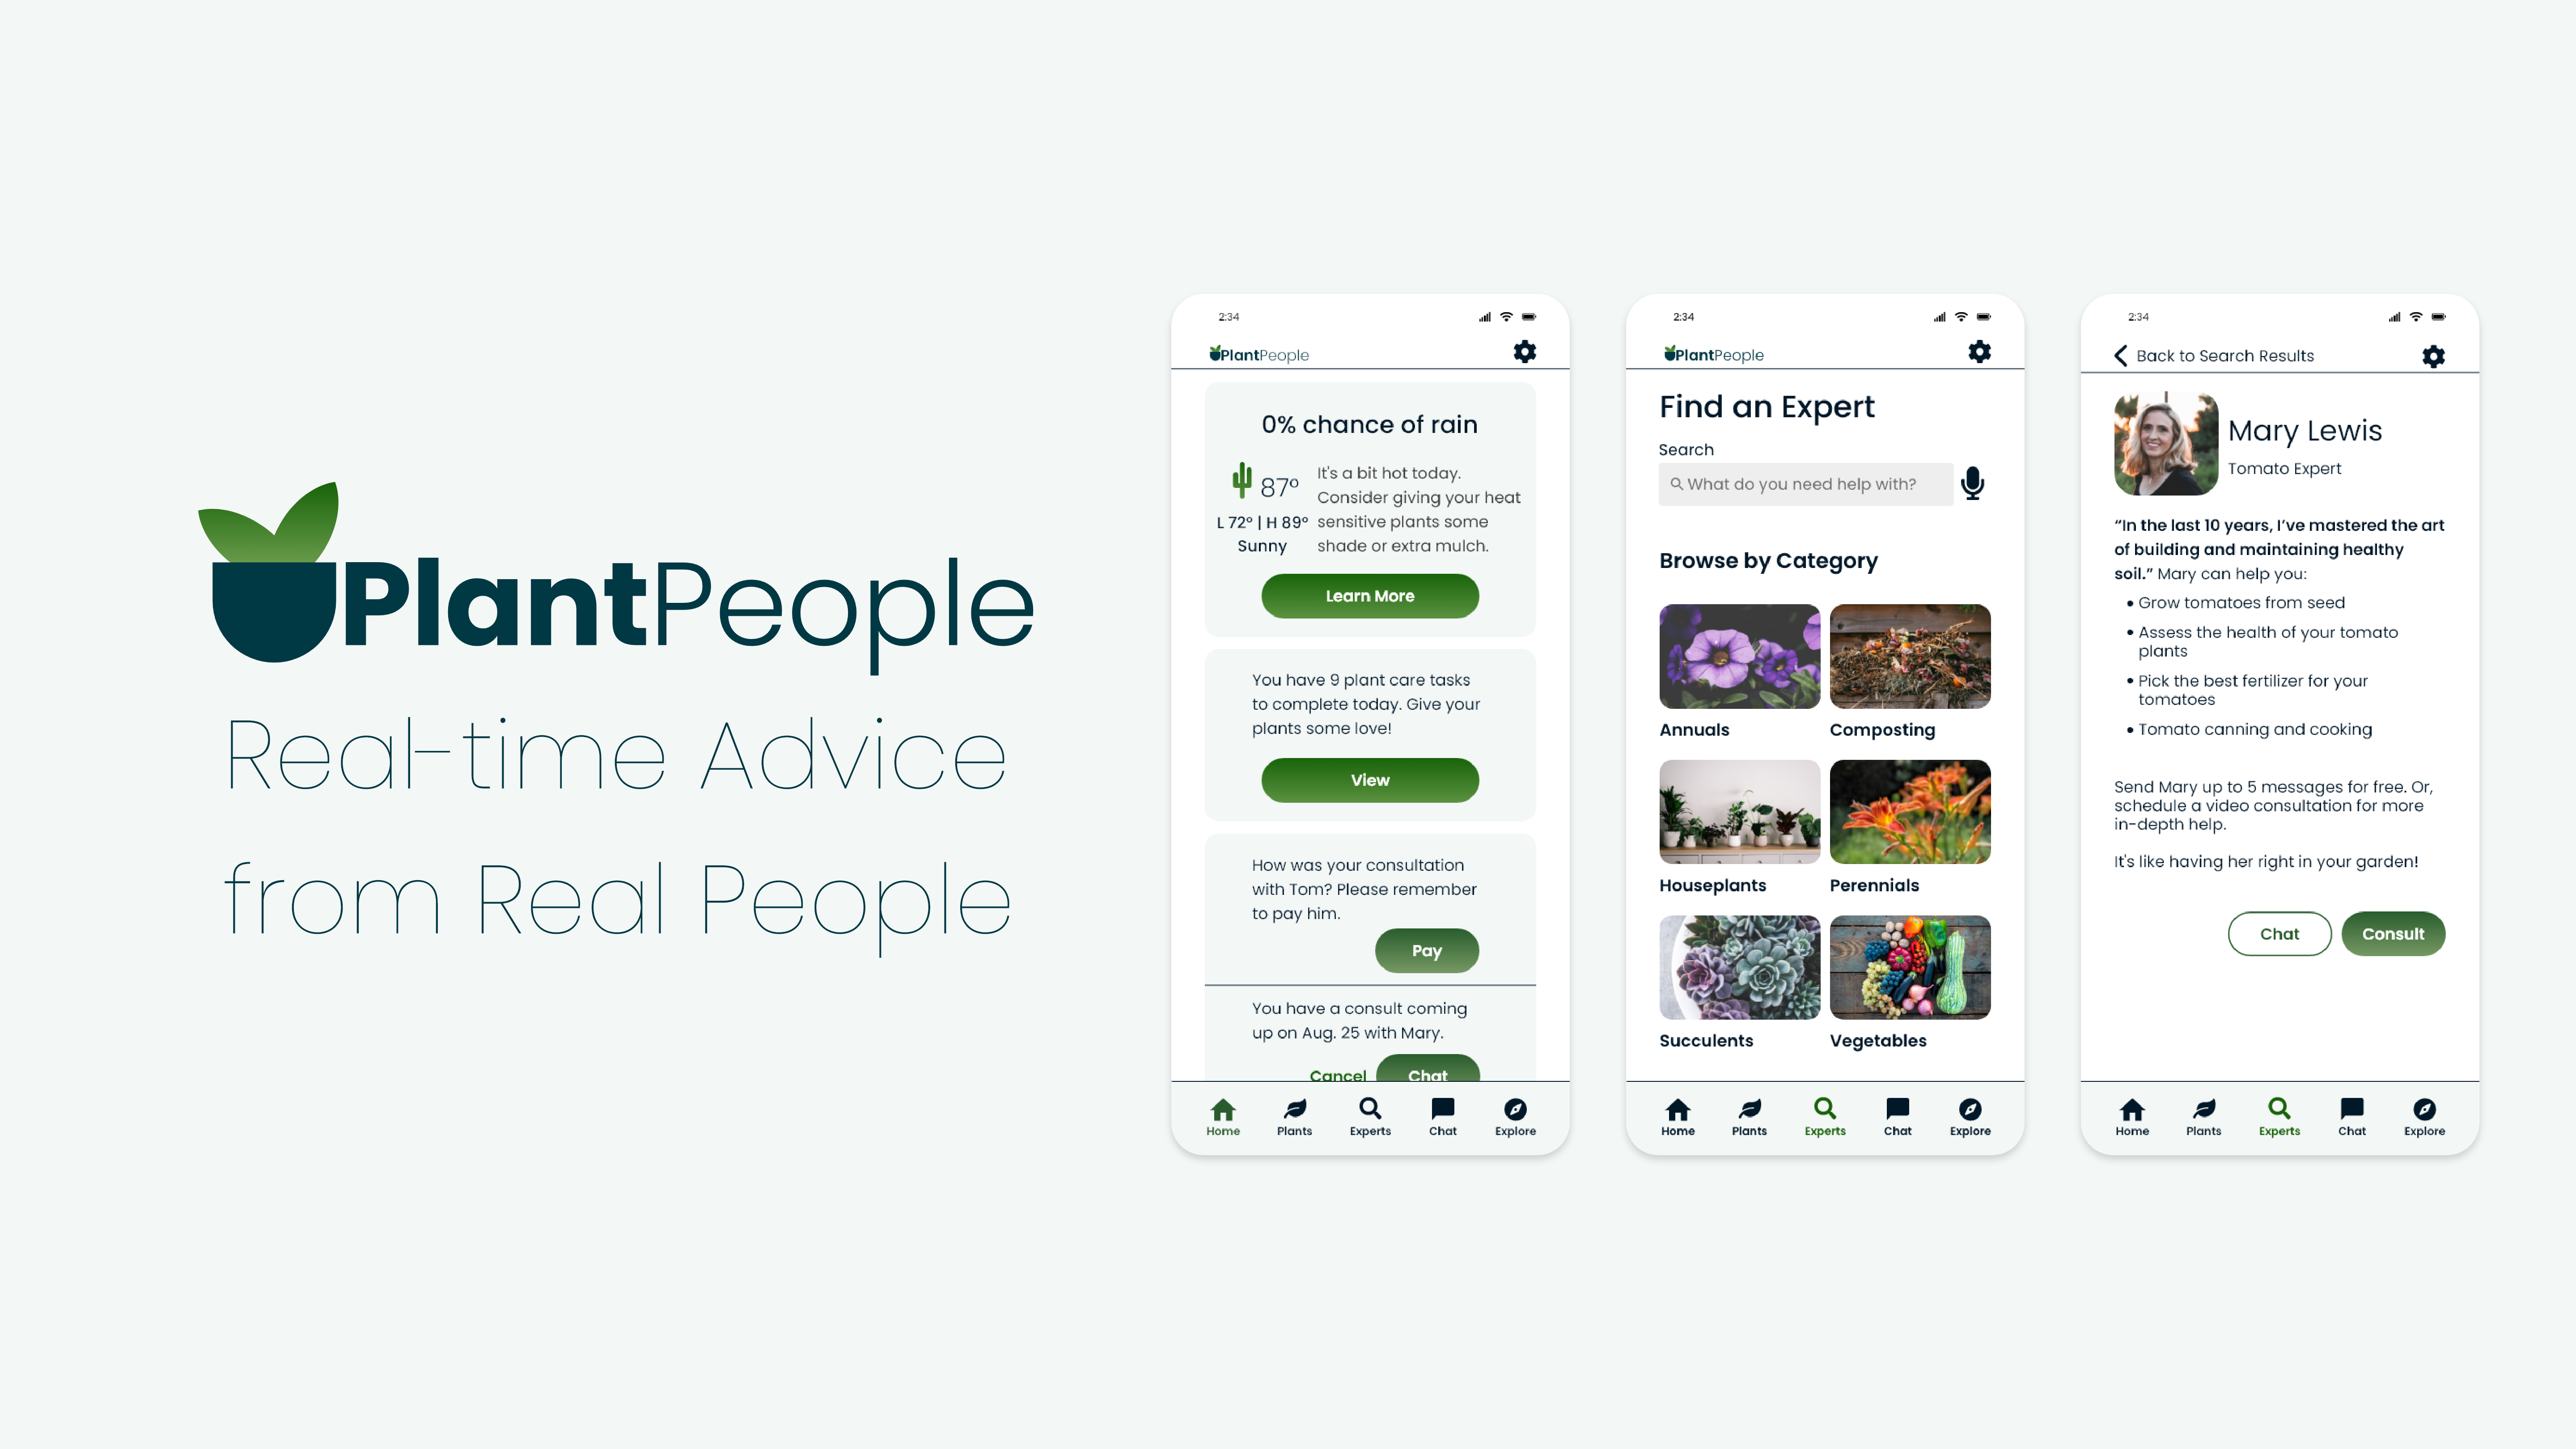 PlantPeople
Real-time Advice
from Real People
2:34
PlantPeople
0% chance of rain
87°
L 72° | H 89°
Sunny
It's a bit hot today.
Consider giving your heat
sensitive plants some
shade or extra mulch.
Learn More
You have 9 plant care tasks
to complete today. Give your
plants some love!
View
How was your consultation
with Tom? Please remember
to pay him.
Pay
You have a consult coming
up on Aug. 25 with Mary.
Cancel
Chat
Home
Plants
Experts
Chat
Explore
2:34
PlantPeople
Find an Expert
Search
What do you need help with?
Browse by Category
Annuals
Composting
Houseplants
Perennials
Succulents
Vegetables
Home
Plants
Experts
Chat
Explore
2:34
Back to Search Results
Mary Lewis
Tomato Expert
“In the last 10 years, I’ve mastered the art
of building and maintaining healthy
soil.” Mary can help you:
• Grow tomatoes from seed
• Assess the health of your tomato
plants
• Pick the best fertilizer for your
tomatoes
• Tomato canning and cooking
Send Mary up to 5 messages for free. Or,
schedule a video consultation for more
in-depth help.
It's like having her right in your garden!
Chat
Consult
Home
Plants
Experts
Chat
Explore